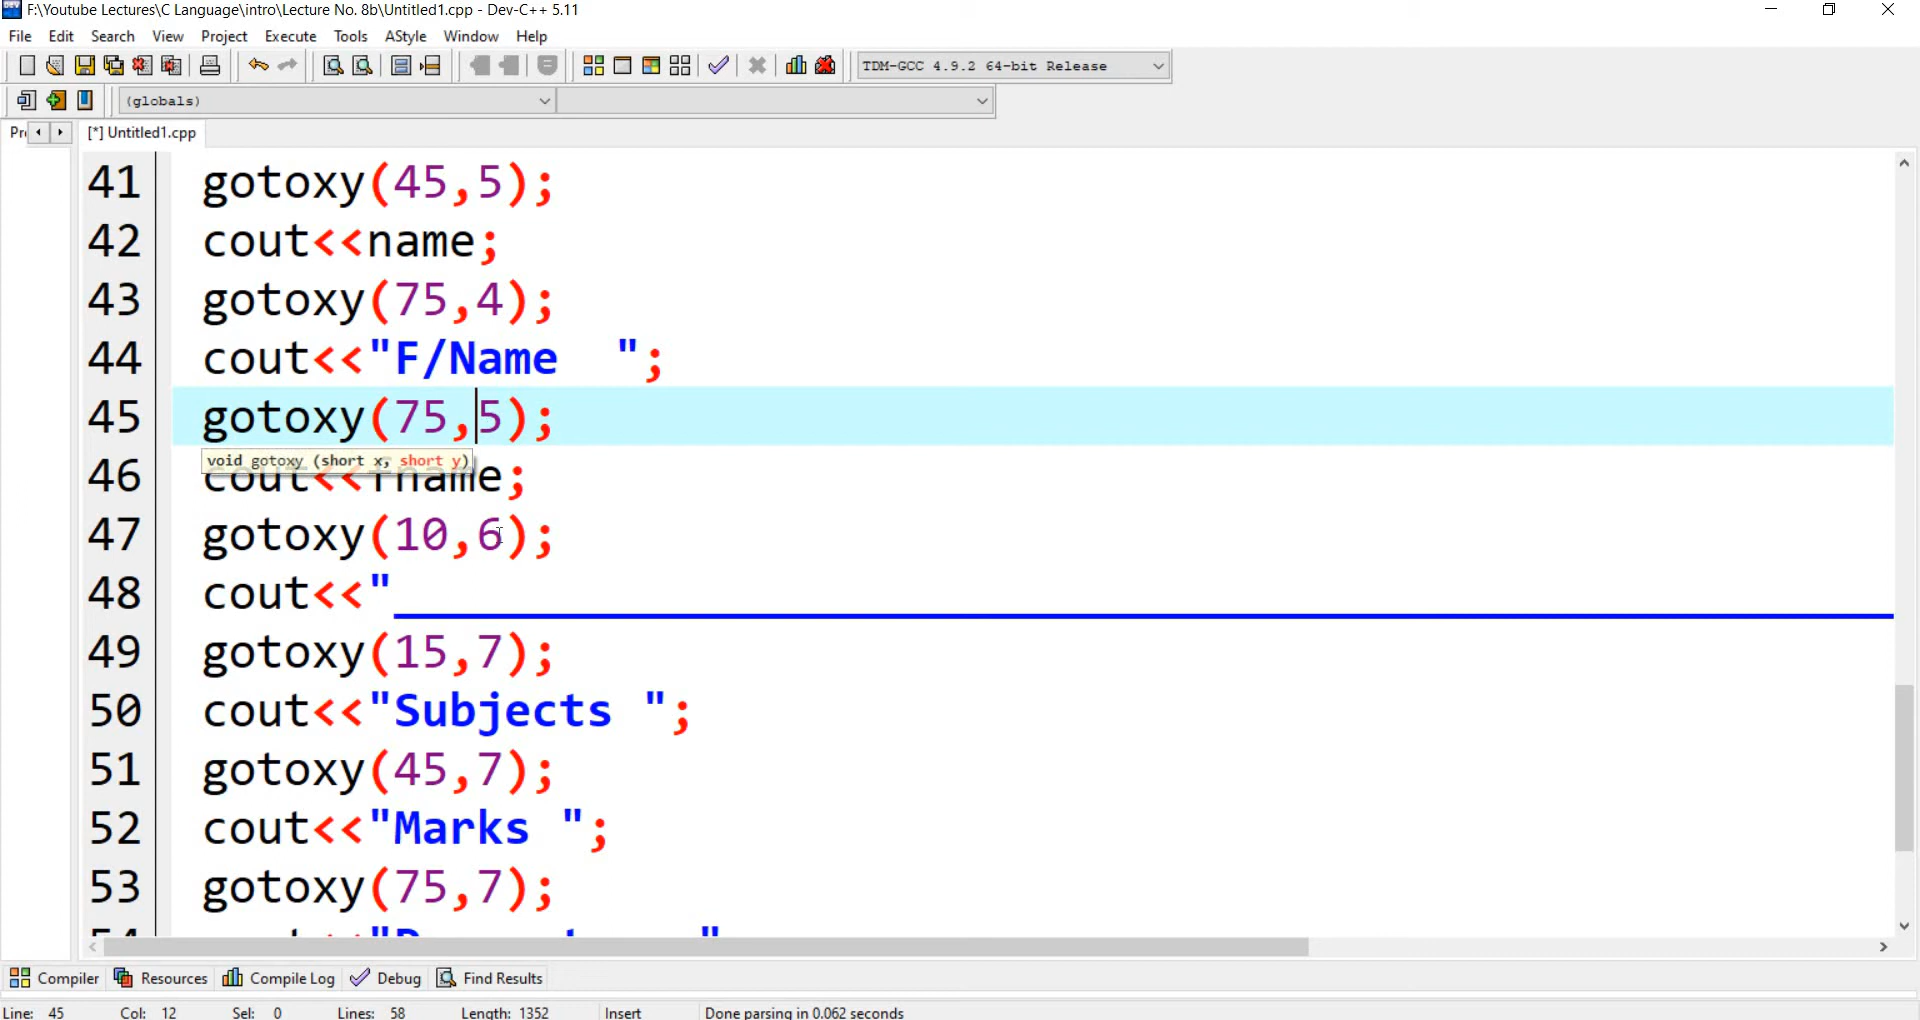 F:\Youtube Lectures\C Language\intro\Lecture No. 8b\Untitled1.cpp - Dev-C++ 5.11
File Edit Search View Project Execute Tools AStyle Window Help
TDM-GCC 4.9.2 64-bit Release
(globals)
[*] Untitled1.cpp
41 gotoxy(45,5);
42 cout<<name;
43 gotoxy(75,4);
44 cout<<"F/Name  ";
45 gotoxy(75,5);
void gotoxy (short x, short y)
46 cout<<fname;
47 gotoxy(10,6);
48 cout<<"
49 gotoxy(15,7);
50 cout<<"Subjects ";
51 gotoxy(45,7);
52 cout<<"Marks ";
53 gotoxy(75,7);
Compiler Resources Compile Log Debug Find Results
Line: 45 Col: 12 Sel: 0 Lines: 58 Length: 1352 Insert Done parsing in 0.062 seconds